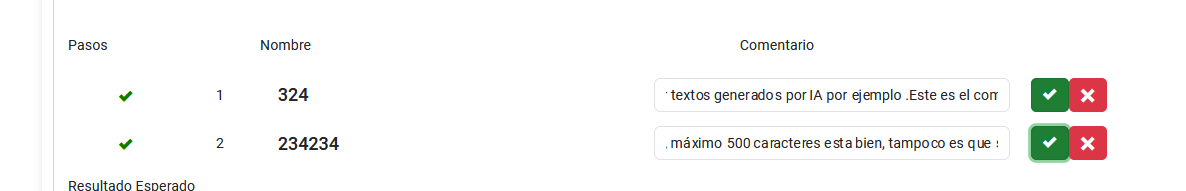 Pasos Nombre Comentario
1 324 textos generados por IA por ejemplo .Este es el com
2 234234 , máximo 500 caracteres esta bien, tampoco es que
Resultado Esperado